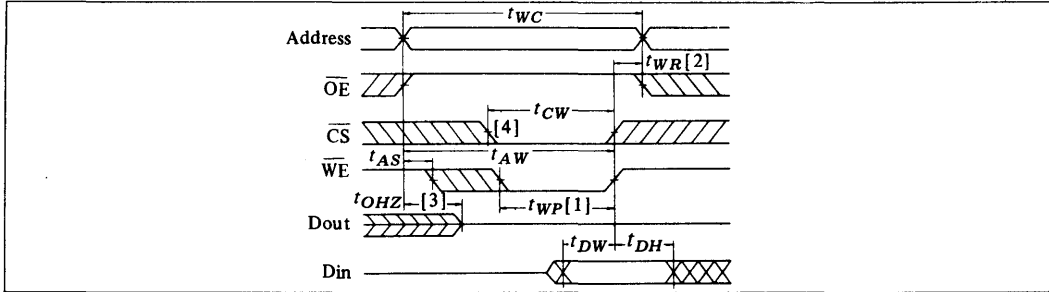 tWC
Address
tWR[2]
OE
tCW
CS
[4]
tAS
tAW
WE
tOHZ
[3]
tWP[1]
Dout
tDW
tDH
Din